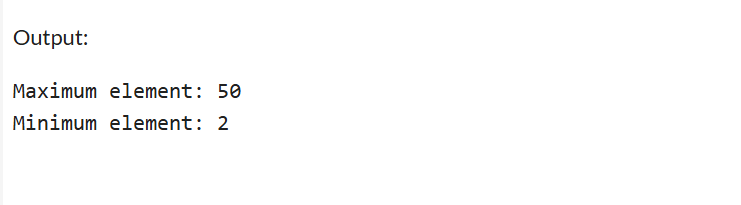 Output:
Maximum element: 50
Minimum element: 2